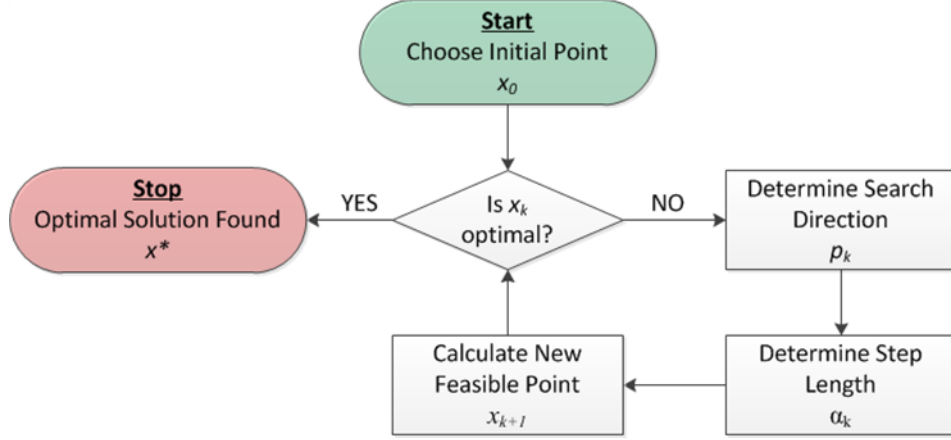 Start
Choose Initial Point
x₀
Stop
Optimal Solution Found
x*
YES
Is xₖ
optimal?
NO
Determine Search
Direction
pₖ
Calculate New
Feasible Point
xₖ₊₁
Determine Step
Length
αₖ